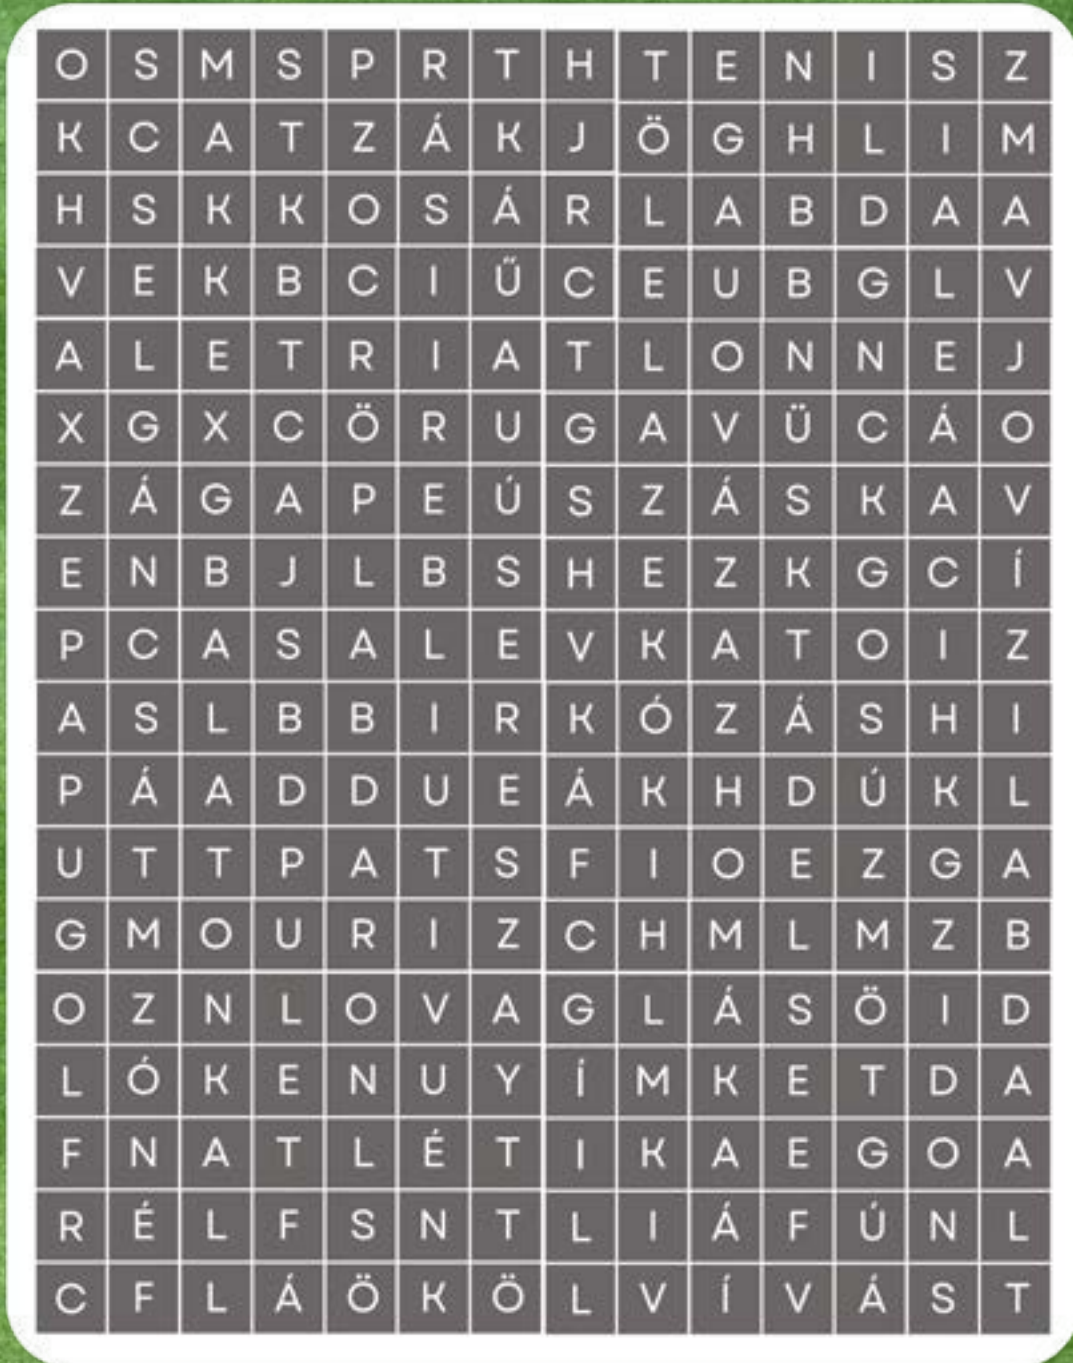 O S M S P R T H T E N I S Z
K C A T Z Á K J Ö G H L I M
H S K K O S Á R L A B D A A
V E K B C I Ű C E U B G L V
A L E T R I A T L O N N E J
X G X C Ö R U G A V Ü C Á O
Z Á G A P E Ú S Z Á S K A V
E N B J L B S H E Z K G C Í
P C A S A L E V K A T O I Z
A S L B B I R K Ó Z Á S H I
P Á A D D U E Á K H D Ú K L
U T T P A T S F I O E Z G A
G M O U R I Z C H M L M Z B
O Z N L O V A G L Á S Ö I D
L Ó K E N U Y Í M K E T D A
F N A T L É T I K A E G O A
R É L F S N T L I Á F Ú N L
C F L Á Ö K Ö L V Í V Á S T